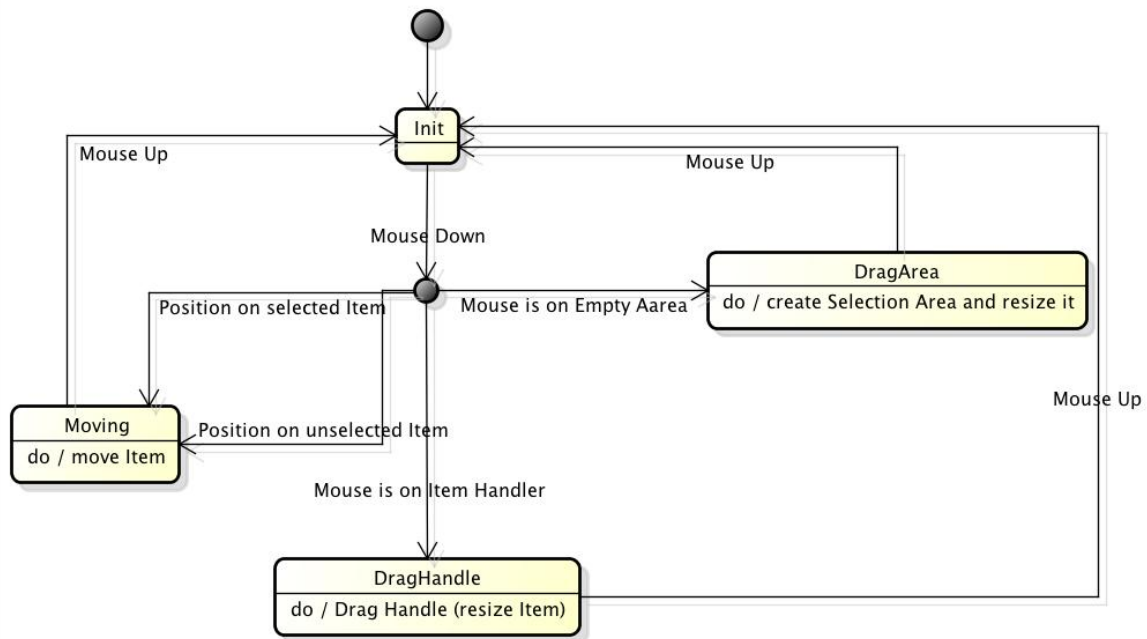 Init
Mouse Up
Mouse Up
Mouse Down
DragArea
do / create Selection Area and resize it
Position on selected Item
Mouse is on Empty Aarea
Mouse Up
Moving
do / move Item
Position on unselected Item
Mouse is on Item Handler
DragHandle
do / Drag Handle (resize Item)